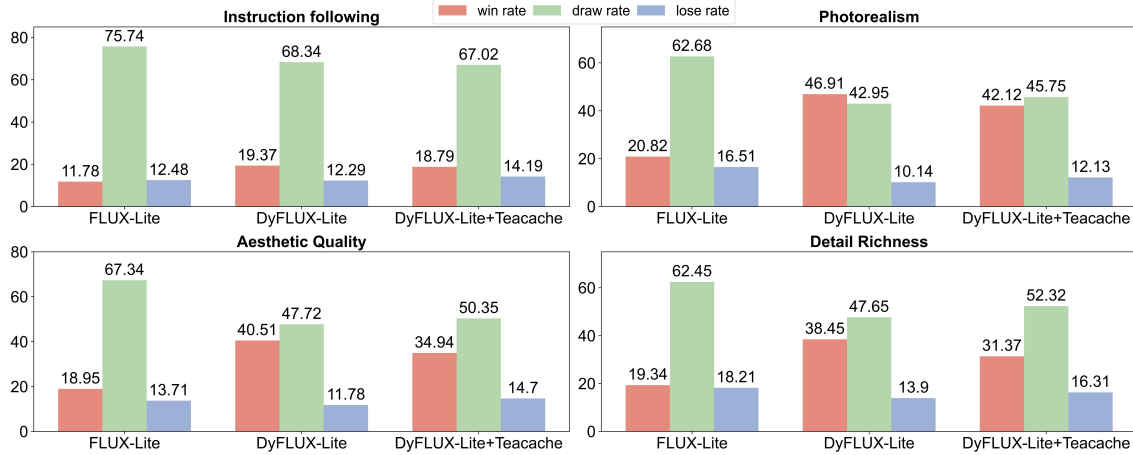 win rate draw rate lose rate
Instruction following
80
60
40
20
0
11.78 75.74 12.48
19.37 68.34 12.29
18.79 67.02 14.19
FLUX-Lite DyFLUX-Lite DyFLUX-Lite+Teacache
Photorealism
60
40
20
0
20.82 62.68 16.51
46.91 42.95 10.14
42.12 45.75 12.13
FLUX-Lite DyFLUX-Lite DyFLUX-Lite+Teacache
Aesthetic Quality
80
60
40
20
0
18.95 67.34 13.71
40.51 47.72 11.78
34.94 50.35 14.7
FLUX-Lite DyFLUX-Lite DyFLUX-Lite+Teacache
Detail Richness
60
40
20
0
19.34 62.45 18.21
38.45 47.65 13.9
31.37 52.32 16.31
FLUX-Lite DyFLUX-Lite DyFLUX-Lite+Teacache